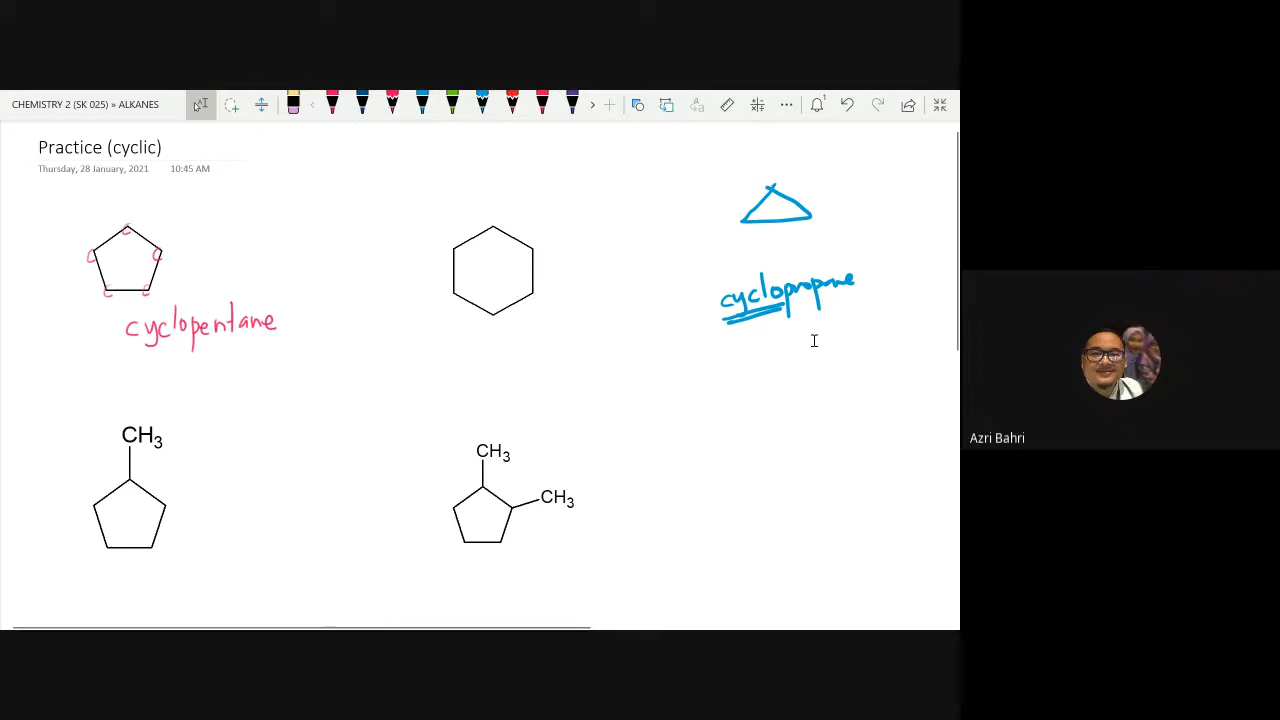 CHEMISTRY 2 (SK 025) » ALKANES
Practice (cyclic)
Thursday, 28 January, 2021 10:45 AM
C
C C
C C
cyclopentane
cyclopropane
CH3
CH3
CH3
Azri Bahri